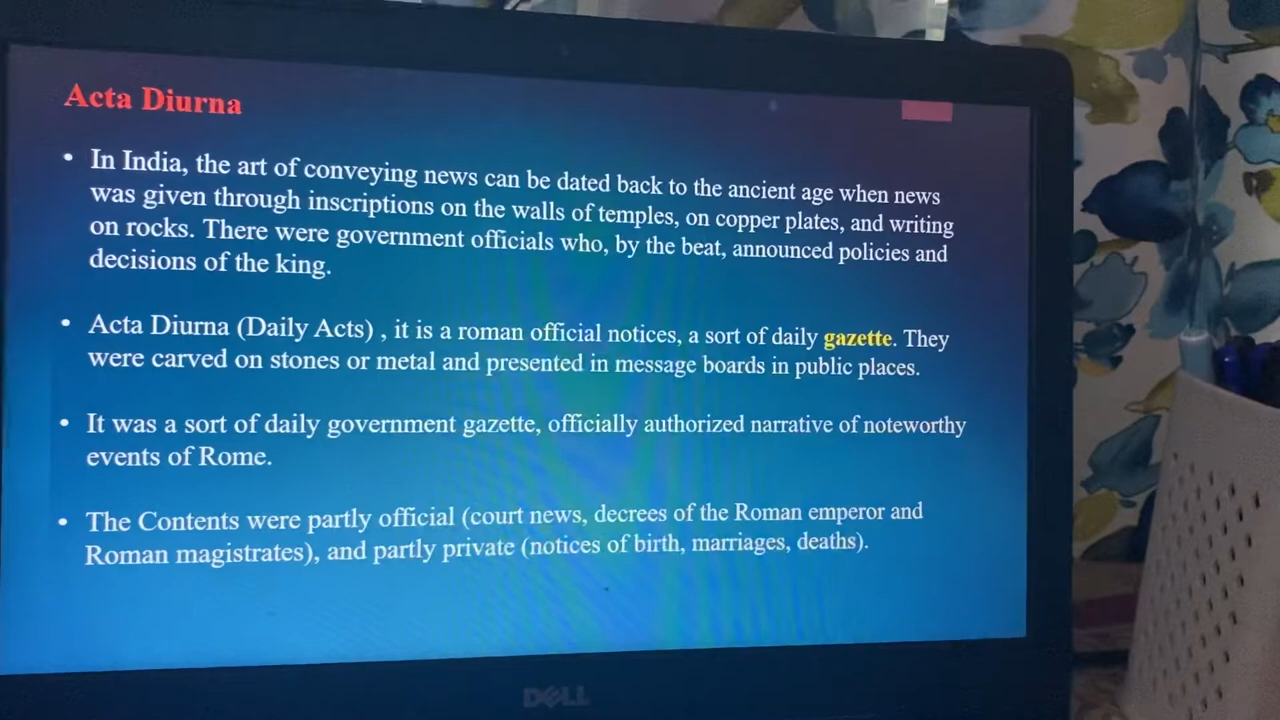 Acta Diurna
• In India, the art of conveying news can be dated back to the ancient age when news
was given through inscriptions on the walls of temples, on copper plates, and writing
on rocks. There were government officials who, by the beat, announced policies and
decisions of the king.
• Acta Diurna (Daily Acts) , it is a roman official notices, a sort of daily gazette. They
were carved on stones or metal and presented in message boards in public places.
• It was a sort of daily government gazette, officially authorized narrative of noteworthy
events of Rome.
• The Contents were partly official (court news, decrees of the Roman emperor and
Roman magistrates), and partly private (notices of birth, marriages, deaths).
DELL